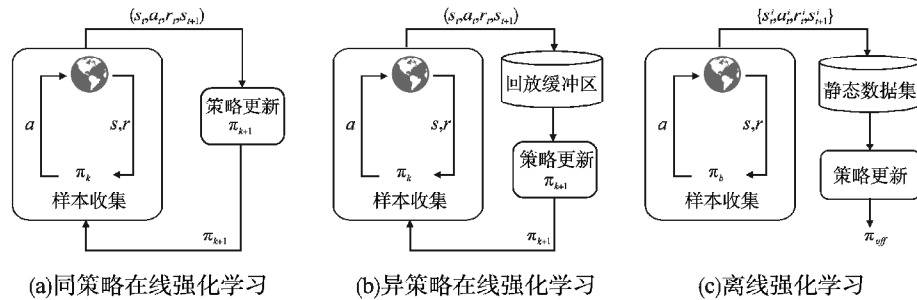 (s_t,a_t,r_t,s_{t+1})
a
s,r
π_k
样本收集
策略更新
π_{k+1}
π_{k+1}
(a)同策略在线强化学习
(s_t,a_t,r_t,s_{t+1})
回放缓冲区
a
s,r
π_k
样本收集
策略更新
π_{k+1}
π_{k+1}
(b)异策略在线强化学习
{s_t^i,a_t^i,r_t^i,s_{t+1}^i}
静态数据集
a
s,r
π_b
样本收集
策略更新
π_{off}
(c)离线强化学习